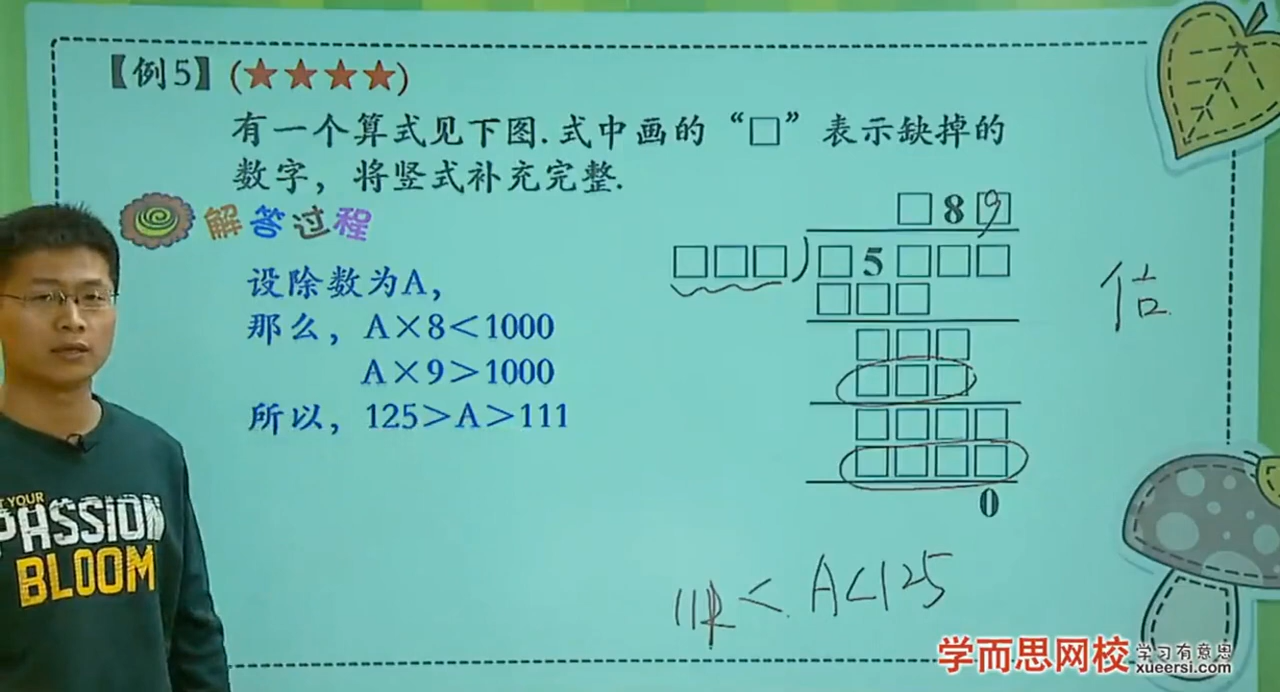 【例5】(★★★★)
有一个算式见下图.式中画的“□”表示缺掉的
数字，将竖式补充完整.
解答过程
设除数为A，
那么，A×8<1000
A×9>1000
所以，125>A>111
□8□
9
□□□)□5□□□
□□□
□□□
□□□
□□□□
□□□□
0
<A<125
PASSION
BLOOM
学而思网校 学习有意思
xueersi.com